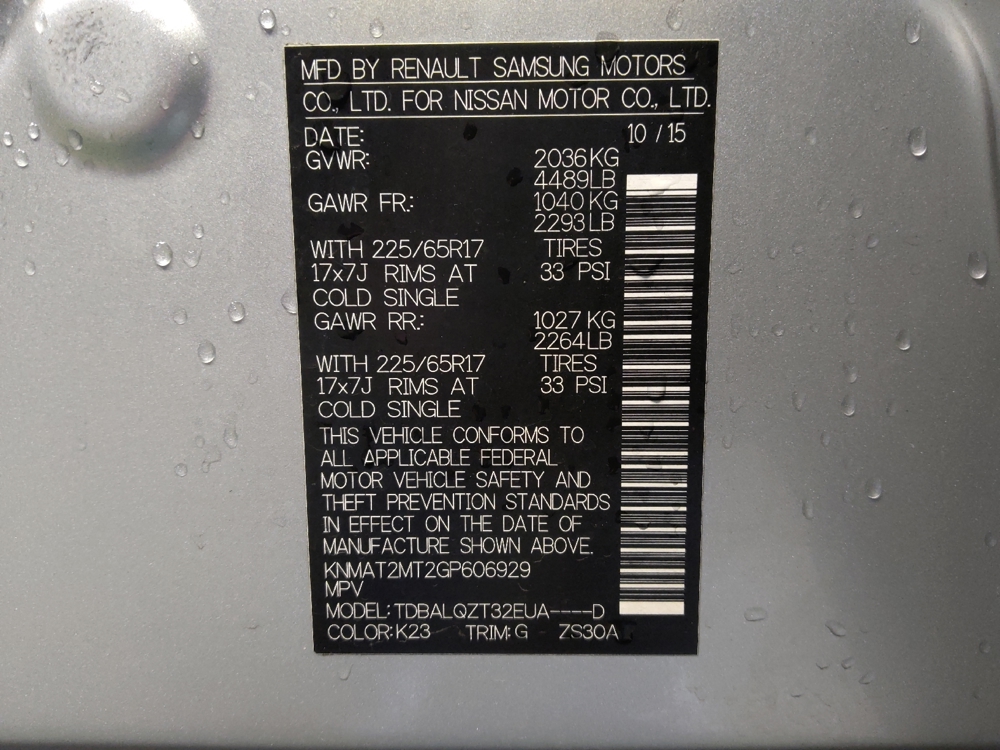 MFD BY RENAULT SAMSUNG MOTORS
CO., LTD. FOR NISSAN MOTOR CO., LTD.
DATE: 10 / 15
GVWR: 2036 KG
4489 LB
GAWR FR.: 1040 KG
2293 LB
WITH 225/65R17 TIRES
17x7J RIMS AT 33 PSI
COLD SINGLE
GAWR RR.: 1027 KG
2264 LB
WITH 225/65R17 TIRES
17x7J RIMS AT 33 PSI
COLD SINGLE
THIS VEHICLE CONFORMS TO
ALL APPLICABLE FEDERAL
MOTOR VEHICLE SAFETY AND
THEFT PREVENTION STANDARDS
IN EFFECT ON THE DATE OF
MANUFACTURE SHOWN ABOVE.
KNMAT2MT2GP606929
MPV
MODEL: TDBALQZT32EUA----D
COLOR: K23 TRIM: G ZS30A